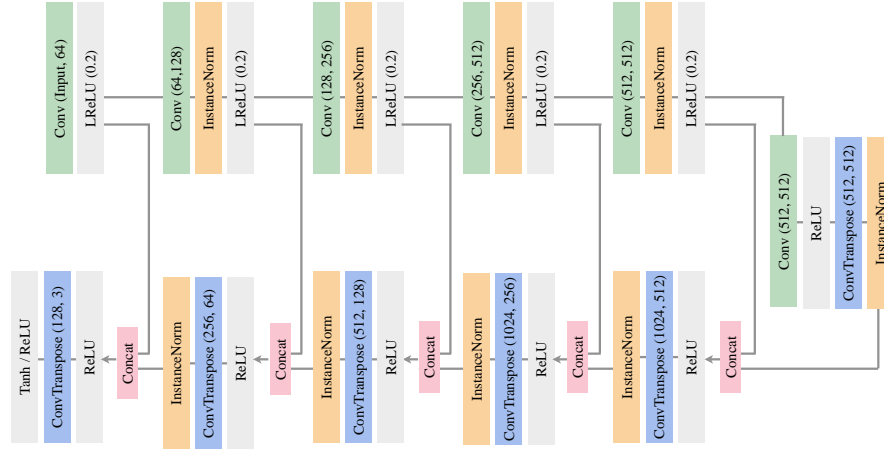 Conv (Input, 64)
LReLU (0.2)
Conv (64,128)
InstanceNorm
LReLU (0.2)
Conv (128, 256)
InstanceNorm
LReLU (0.2)
Conv (256, 512)
InstanceNorm
LReLU (0.2)
Conv (512, 512)
InstanceNorm
LReLU (0.2)
Conv (512, 512)
ReLU
ConvTranspose (512, 512)
InstanceNorm
Tanh / ReLU
ConvTranspose (128, 3)
ReLU
Concat
InstanceNorm
ConvTranspose (256, 64)
ReLU
Concat
InstanceNorm
ConvTranspose (512, 128)
ReLU
Concat
InstanceNorm
ConvTranspose (1024, 256)
ReLU
Concat
InstanceNorm
ConvTranspose (1024, 512)
ReLU
Concat